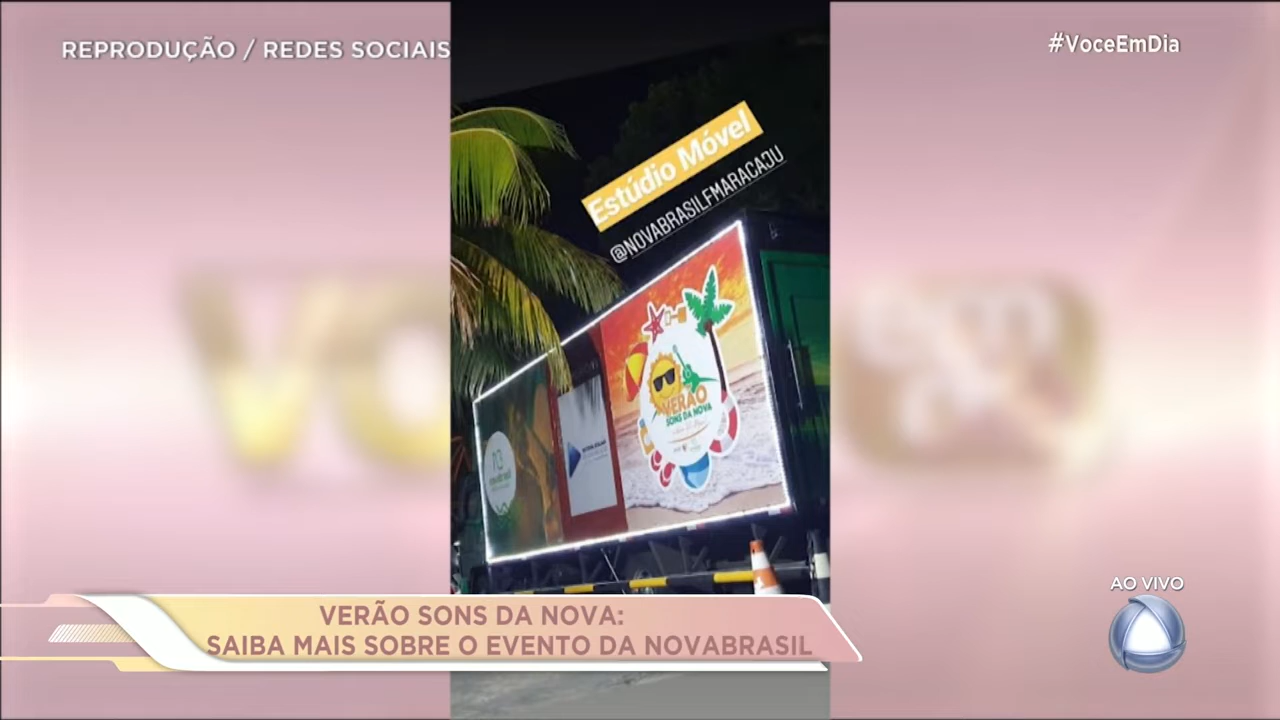 REPRODUÇÃO / REDES SOCIAIS
#VoceEmDia
Estúdio Móvel
@NOVABRASILFMARACAJU
VERÃO
SONS DA NOVA
AO VIVO
VERÃO SONS DA NOVA:
SAIBA MAIS SOBRE O EVENTO DA NOVABRASIL